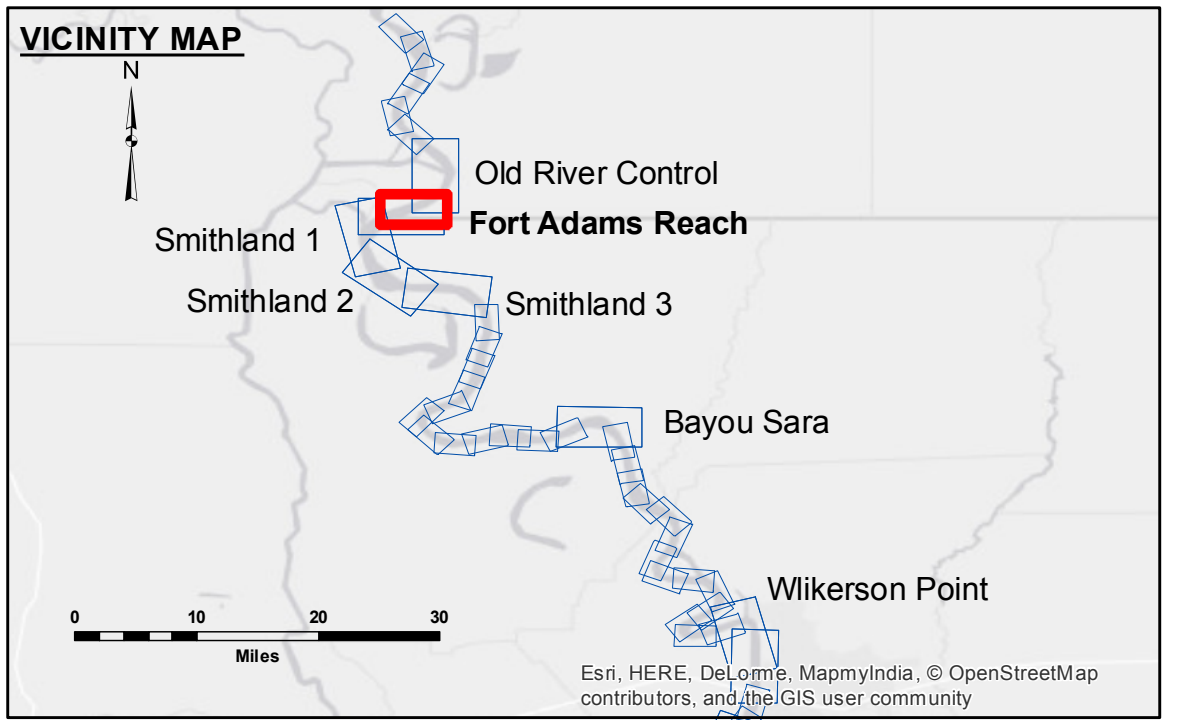 VICINITY MAP
N
Old River Control
Fort Adams Reach
Smithland 1
Smithland 2
Smithland 3
Bayou Sara
Wlikerson Point
0 10 20 30
Miles
Esri, HERE, DeLorme, MapmyIndia, © OpenStreetMap
contributors, and the GIS user community